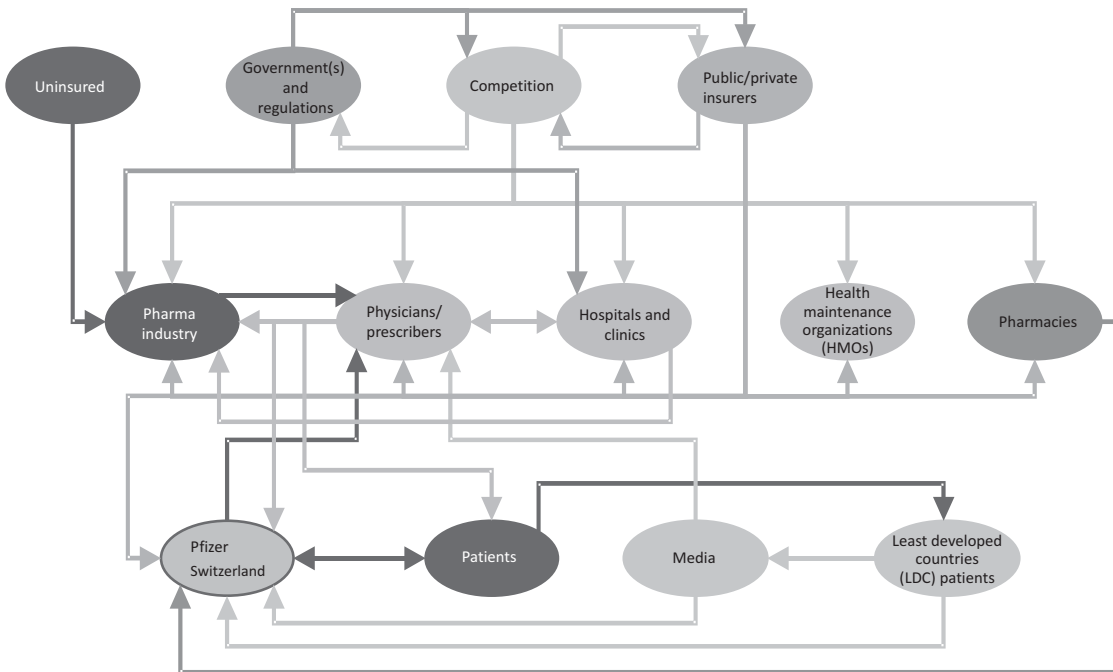 Uninsured
Government(s)
and
regulations
Competition
Public/private
insurers
Pharma
industry
Physicians/
prescribers
Hospitals and
clinics
Health
maintenance
organizations
(HMOs)
Pharmacies
Pfizer
Switzerland
Patients
Media
Least developed
countries
(LDC) patients